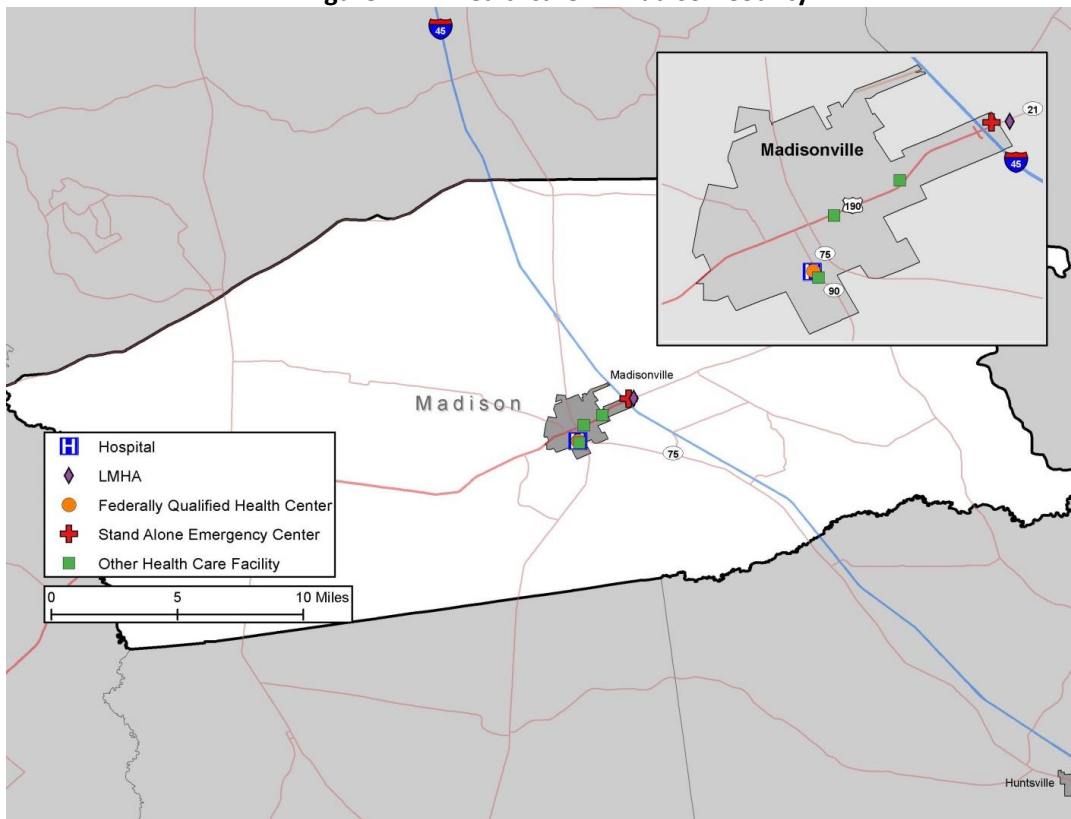 45
21
Madisonville
45
190
75
90
Madisonville
Madison
75
Hospital
LMHA
Federally Qualified Health Center
Stand Alone Emergency Center
Other Health Care Facility
0 5 10 Miles
Huntsville